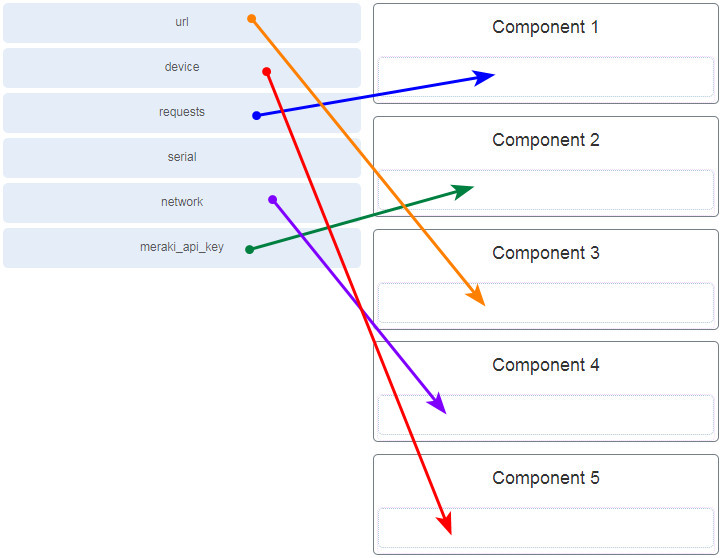 url
device
requests
serial
network
meraki_api_key
Component 1
Component 2
Component 3
Component 4
Component 5